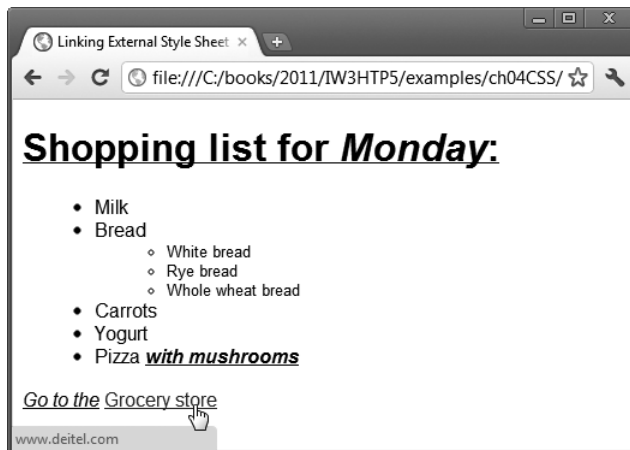 Linking External Style Sheet
file:///C:/books/2011/IW3HTP5/examples/ch04CSS/
Shopping list for Monday:
Milk
Bread
White bread
Rye bread
Whole wheat bread
Carrots
Yogurt
Pizza with mushrooms
Go to the Grocery store
www.deitel.com